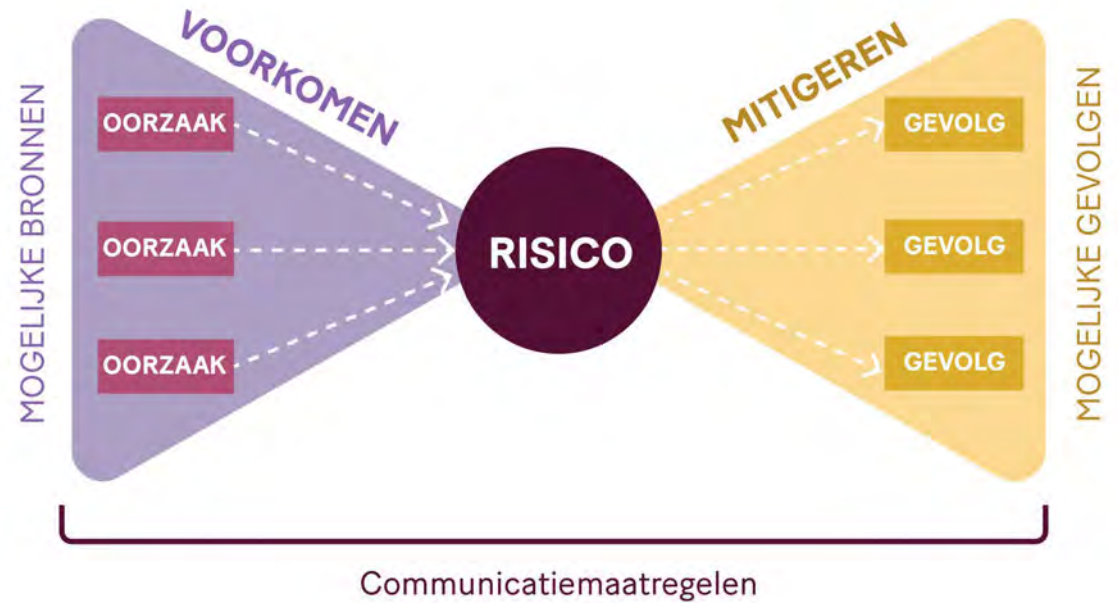 MOGELIJKE BRONNEN
VOORKOMEN
OORZAAK
OORZAAK
OORZAAK
RISICO
MITIGEREN
GEVOLG
GEVOLG
GEVOLG
MOGELIJKE GEVOLGEN
Communicatiemaatregelen